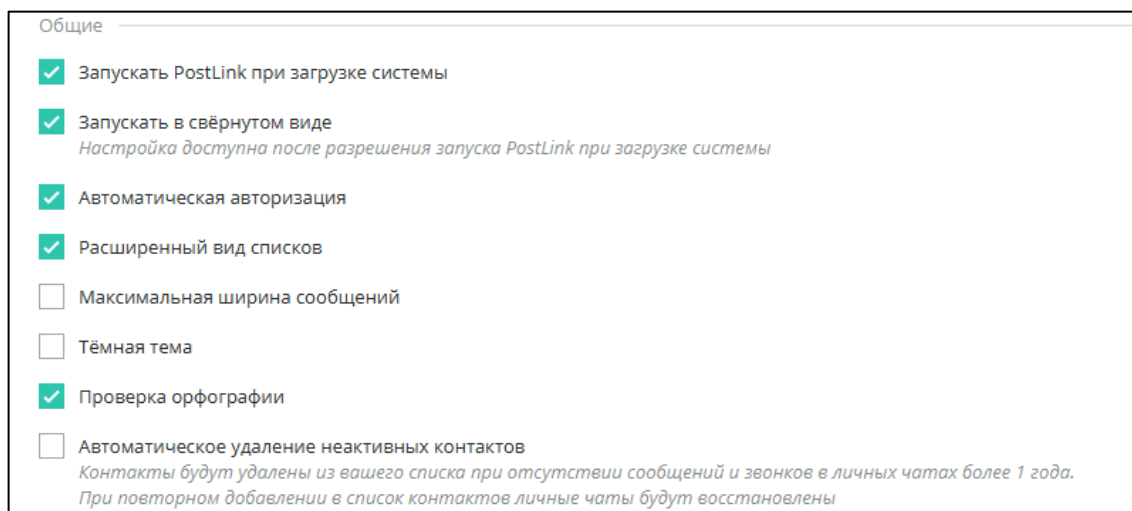 Общие
Запускать PostLink при загрузке системы
Запускать в свёрнутом виде
Настройка доступна после разрешения запуска PostLink при загрузке системы
Автоматическая авторизация
Расширенный вид списков
Максимальная ширина сообщений
Тёмная тема
Проверка орфографии
Автоматическое удаление неактивных контактов
Контакты будут удалены из вашего списка при отсутствии сообщений и звонков в личных чатах более 1 года.
При повторном добавлении в список контактов личные чаты будут восстановлены